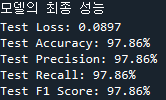 모델의 최종 성능
Test Loss: 0.0897
Test Accuracy: 97.86%
Test Precision: 97.86%
Test Recall: 97.86%
Test F1 Score: 97.86%